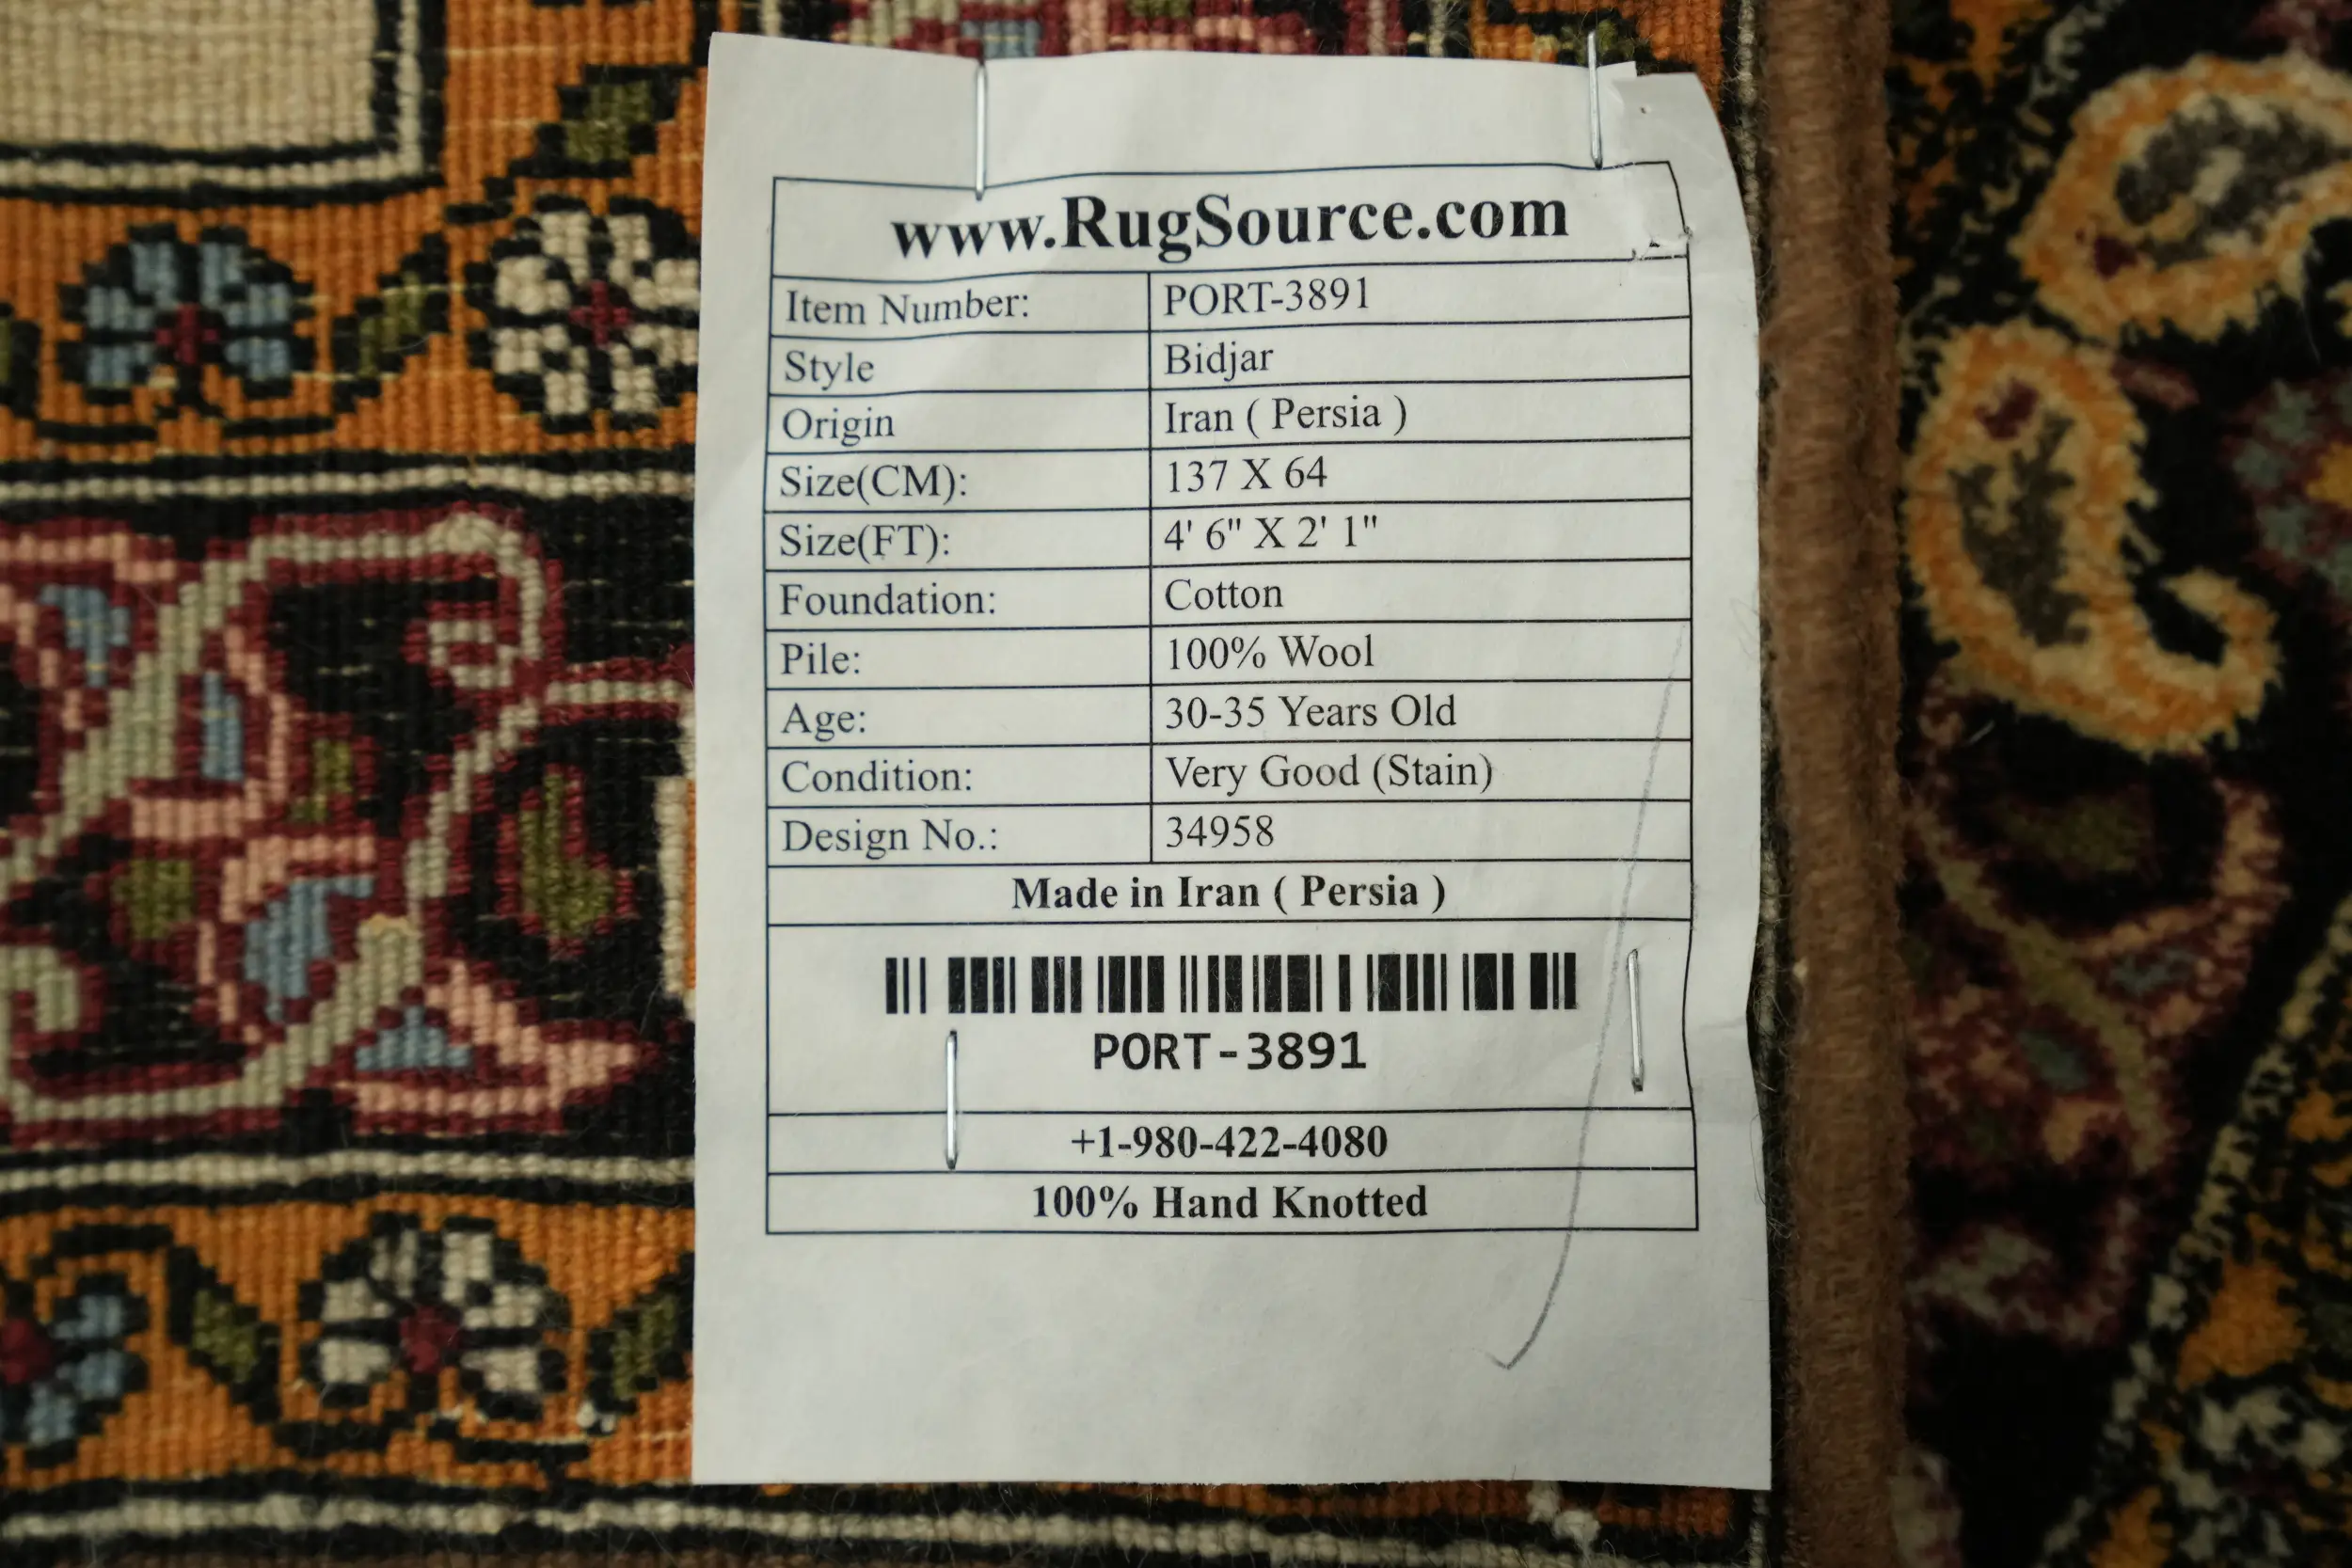 www.RugSource.com
Item Number: PORT-3891
Style Bidjar
Origin Iran ( Persia )
Size(CM): 137 X 64
Size(FT): 4' 6" X 2' 1"
Foundation: Cotton
Pile: 100% Wool
Age: 30-35 Years Old
Condition: Very Good (Stain)
Design No.: 34958
Made in Iran ( Persia )
PORT-3891
+1-980-422-4080
100% Hand Knotted